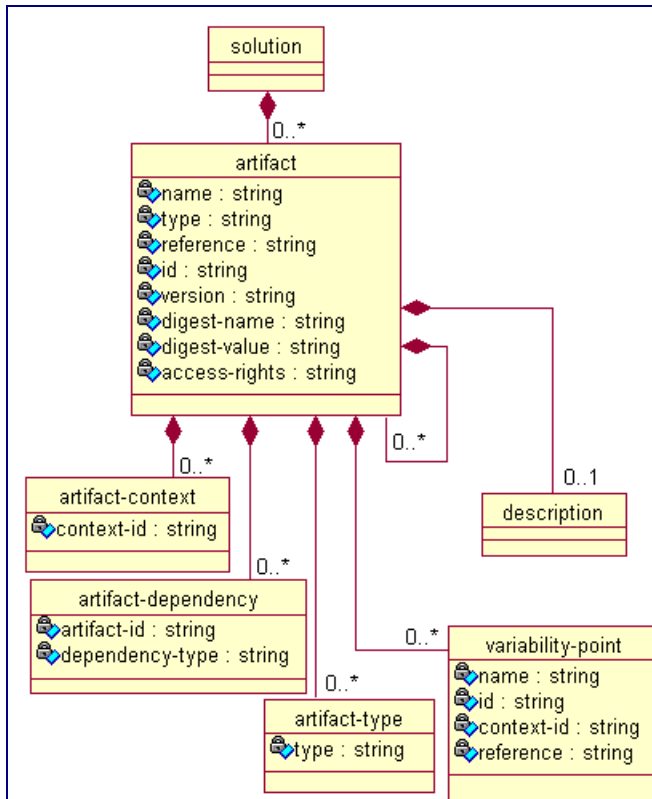 solution
0..*
artifact
name : string
type : string
reference : string
id : string
version : string
digest-name : string
digest-value : string
access-rights : string
0..*
0..*
artifact-context
context-id : string
0..1
description
0..*
artifact-dependency
artifact-id : string
dependency-type : string
0..*
variability-point
name : string
id : string
context-id : string
reference : string
0..*
artifact-type
type : string